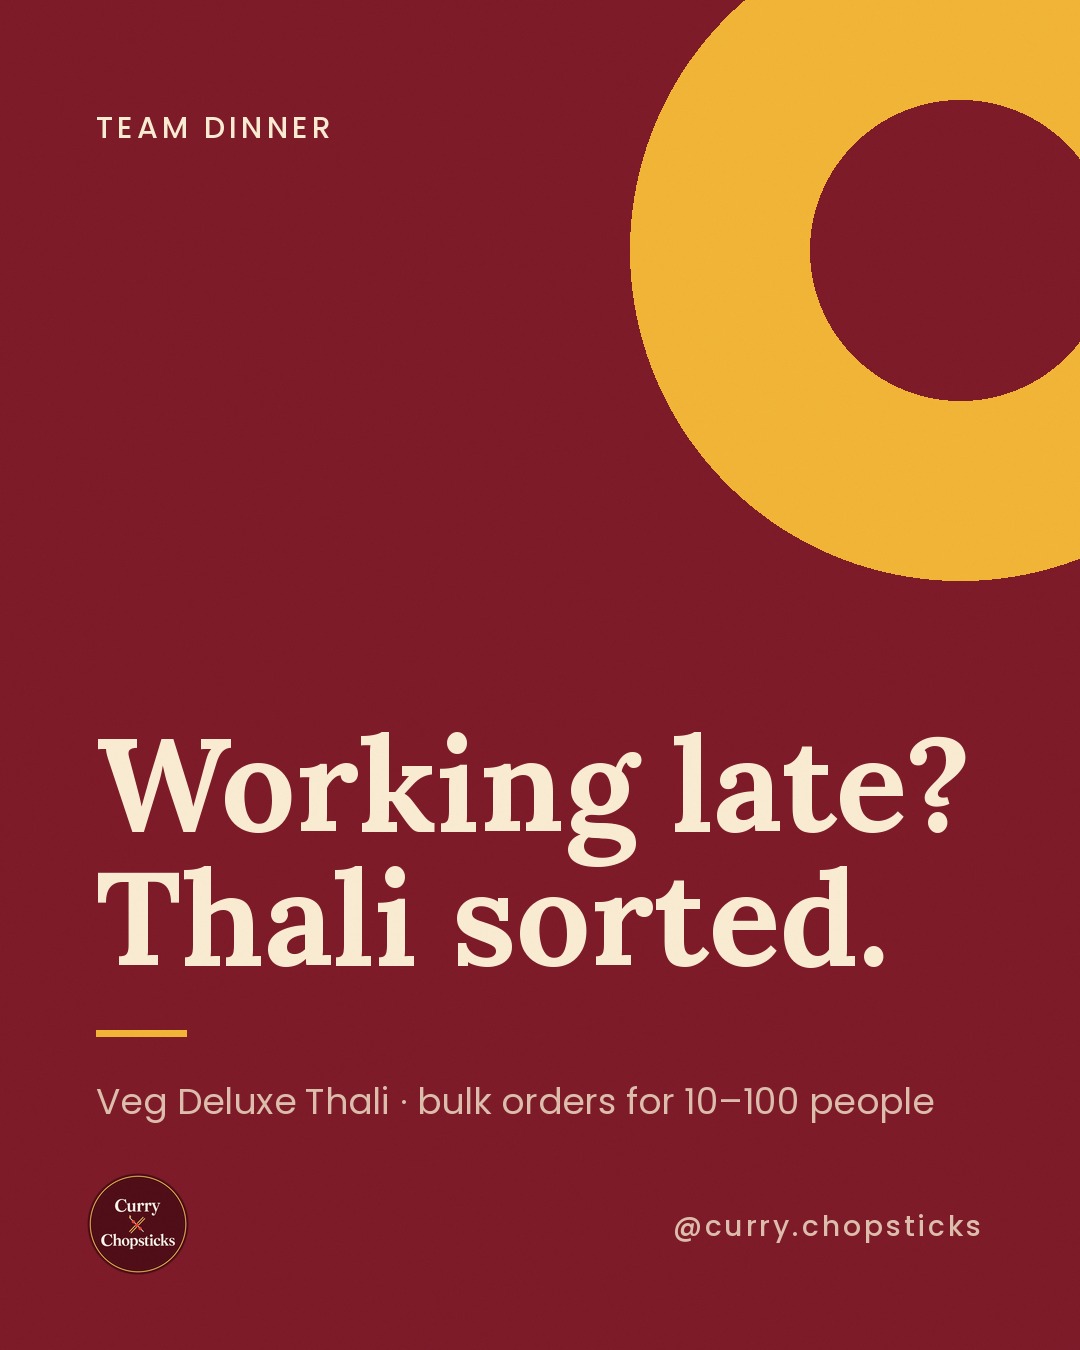 TEAM DINNER
Working late?
Thali sorted.
Veg Deluxe Thali · bulk orders for 10–100 people
Curry
Chopsticks
@curry.chopsticks